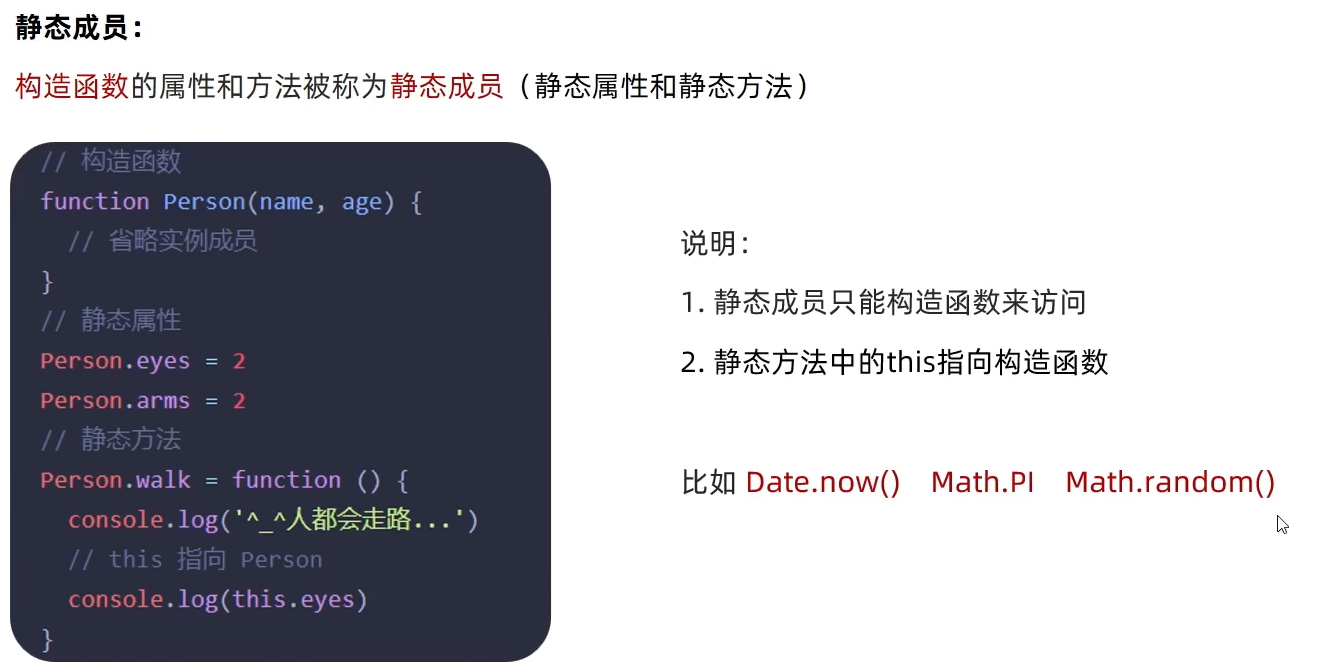 静态成员：
构造函数的属性和方法被称为静态成员（静态属性和静态方法）
// 构造函数
function Person(name, age) {
  // 省略实例成员
}
// 静态属性
Person.eyes = 2
Person.arms = 2
// 静态方法
Person.walk = function () {
  console.log('^_^人都会走路...')
  // this 指向 Person
  console.log(this.eyes)
}
说明：
1. 静态成员只能构造函数来访问
2. 静态方法中的this指向构造函数
比如 Date.now() Math.PI Math.random()